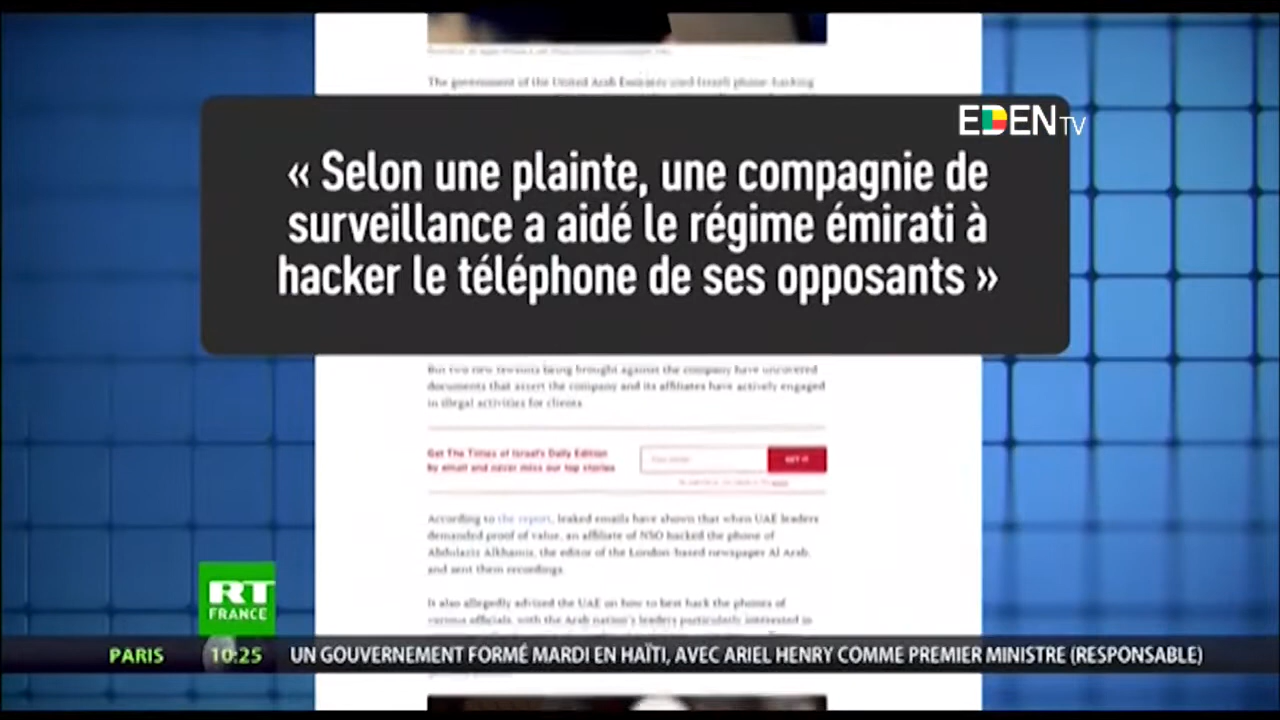 The government of the United Arab Emirates used Israeli phone-hacking
EDEN TV
« Selon une plainte, une compagnie de
surveillance a aidé le régime émirati à
hacker le téléphone de ses opposants »
But two new lawsuits being brought against the company have uncovered
documents that assert the company and its affiliates have actively engaged
in illegal activities for clients.
Get The Times of Israel's Daily Edition
by email and never miss our top stories
GET IT
According to the report, leaked emails have shown that when UAE leaders
demanded proof of value, an affiliate of NSO hacked the phone of
Abdulaziz Alkhamis, the editor of the London-based newspaper Al Arab,
and sent them recordings.
It also allegedly advised the UAE on how to best hack the phones of
various officials, with the Arab nation's leaders particularly interested in
RT
FRANCE
PARIS 10:25 UN GOUVERNEMENT FORMÉ MARDI EN HAÏTI, AVEC ARIEL HENRY COMME PREMIER MINISTRE (RESPONSABLE)